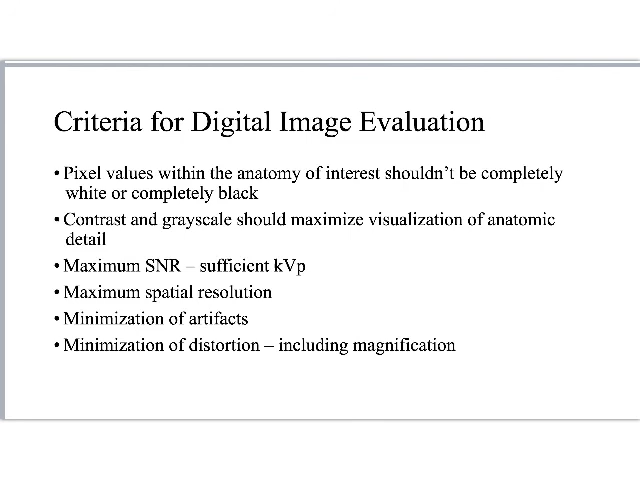 Criteria for Digital Image Evaluation
• Pixel values within the anatomy of interest shouldn’t be completely
white or completely black
• Contrast and grayscale should maximize visualization of anatomic
detail
• Maximum SNR – sufficient kVp
• Maximum spatial resolution
• Minimization of artifacts
• Minimization of distortion – including magnification